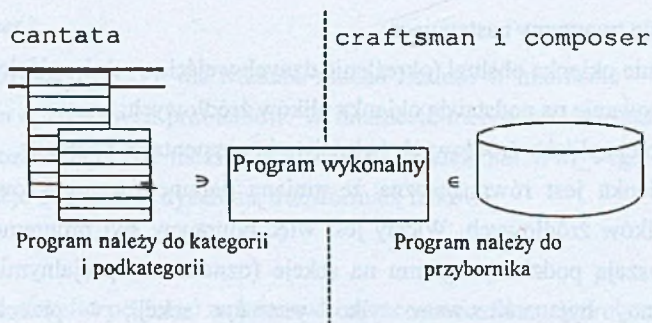 cantata
craftsman i composer
∍
Program wykonalny
∊
Program należy do kategorii
i podkategorii
Program należy do
przybornika